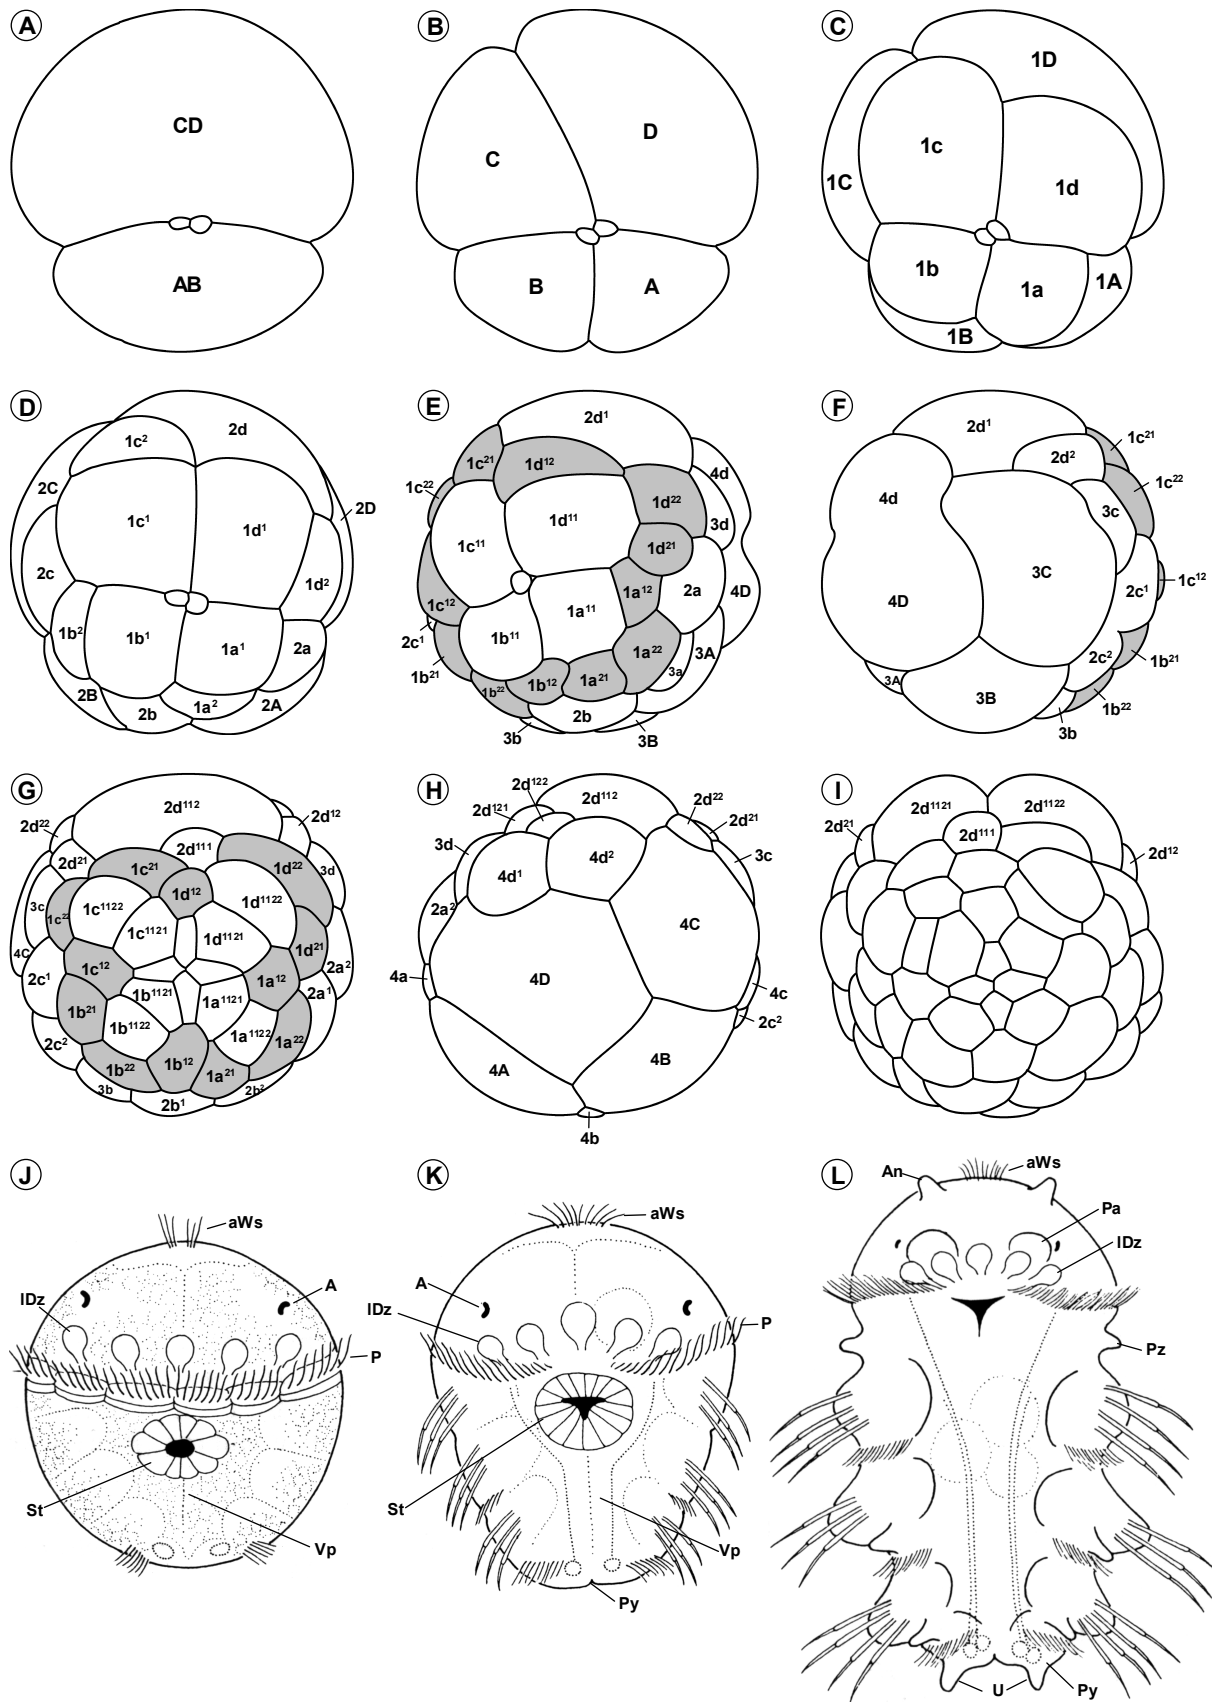 A
CD
AB
B
C
D
B
A
C
1D
1c
1C
1d
1b
1a
1A
1B
D
1c²
2d
2C
2D
1c¹
1d¹
2c
1d²
1b²
1b¹
1a¹
2a
2B
2b
1a²
2A
E
2d¹
1c²¹
1d¹²
4d
1c²²
1d²²
1d¹¹
3d
1c¹¹
1d²¹
1a¹²
2a
4D
1c¹²
1a¹¹
2c¹
1b¹¹
1a²²
3A
1b²¹
3a
1b²²
1b¹²
1a²¹
2b
3b
3B
F
2d¹
1c²¹
2d²
1c²²
4d
3c
3C
1c¹²
2c¹
4D
2c²
1b²¹
3A
3B
1b²²
3b
G
2d¹¹²
2d²²
2d¹²
2d¹¹¹
2d²¹
1c²¹
1d²²
3d
1d¹²
3c
1c²²
1c¹¹²²
1d¹¹²²
1c¹¹²¹
1d¹¹²¹
1d²¹
4C
1c¹²
2a²
2c¹
1a¹²
1b¹¹²¹
1a¹¹²¹
2a¹
1b²¹
1b¹¹²²
1a¹¹²²
1a²²
2c²
1b²²
1b¹²
1a²¹
3b
2b¹
2b²
H
2d¹²²
2d¹¹²
2d²²
2d¹²¹
2d²¹
3d
3c
4d²
4d¹
2a²
4C
4a
4D
4c
2c²
4A
4B
4b
I
2d¹¹²¹
2d¹¹²²
2d²¹
2d¹¹¹
2d¹²
J
aWs
IDz
A
P
St
Vp
K
aWs
A
IDz
P
St
Vp
Py
L
An
aWs
Pa
IDz
Pz
U
Py